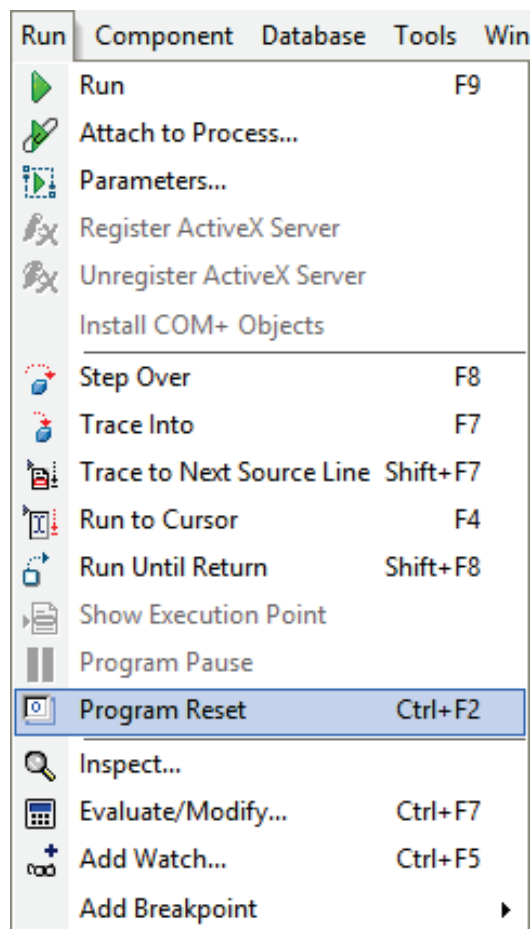 Run Component Database Tools Win
Run F9
Attach to Process...
Parameters...
Register ActiveX Server
Unregister ActiveX Server
Install COM+ Objects
Step Over F8
Trace Into F7
Trace to Next Source Line Shift+F7
Run to Cursor F4
Run Until Return Shift+F8
Show Execution Point
Program Pause
Program Reset Ctrl+F2
Inspect...
Evaluate/Modify... Ctrl+F7
Add Watch... Ctrl+F5
Add Breakpoint